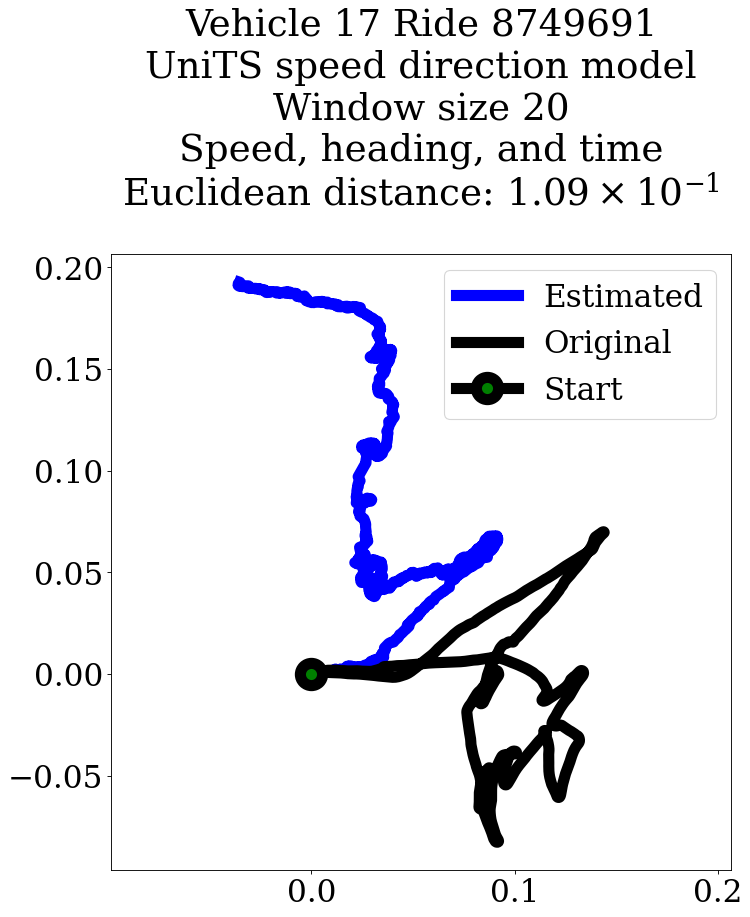 Vehicle 17 Ride 8749691
UniTS speed direction model
Window size 20
Speed, heading, and time
Euclidean distance: 1.09 × 10⁻¹
0.20
0.15
0.10
0.05
0.00
−0.05
Estimated
Original
Start
0.0
0.1
0.2